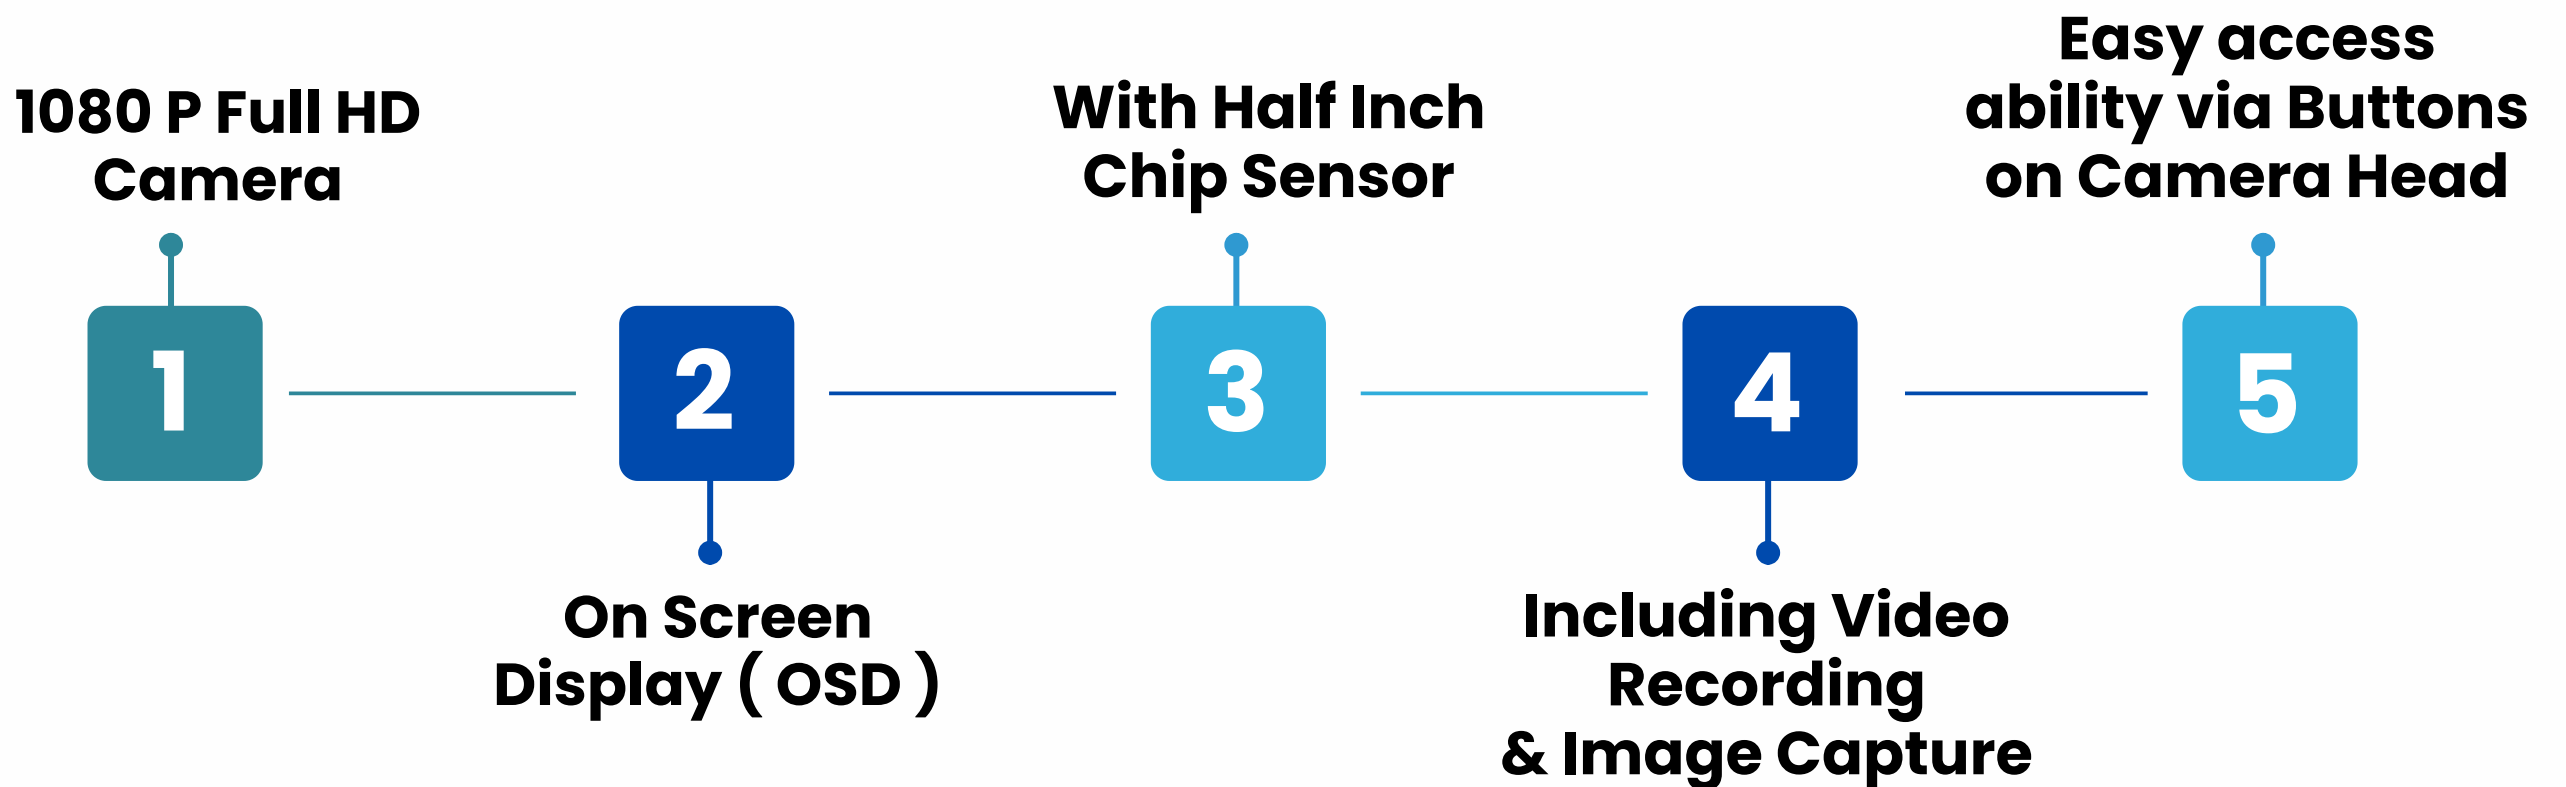 1080 P Full HD
Camera
1
On Screen
Display ( OSD )
2
With Half Inch
Chip Sensor
3
Including Video
Recording
& Image Capture
4
Easy access
ability via Buttons
on Camera Head
5